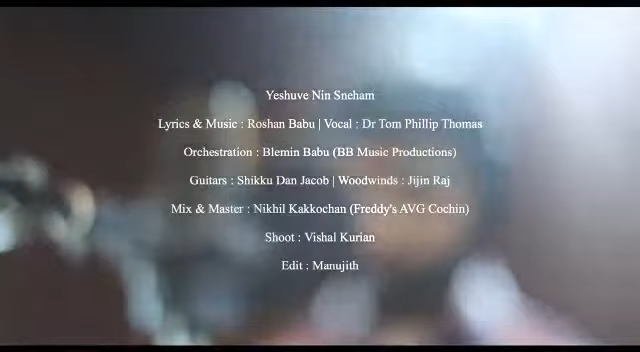 Yeshuve Nin Sneham
Lyrics & Music : Roshan Babu | Vocal : Dr Tom Phillip Thomas
Orchestration : Blemin Babu (BB Music Productions)
Guitars : Shikku Dan Jacob | Woodwinds : Jijin Raj
Mix & Master : Nikhil Kakkochan (Freddy's AVG Cochin)
Shoot : Vishal Kurian
Edit : Manujith